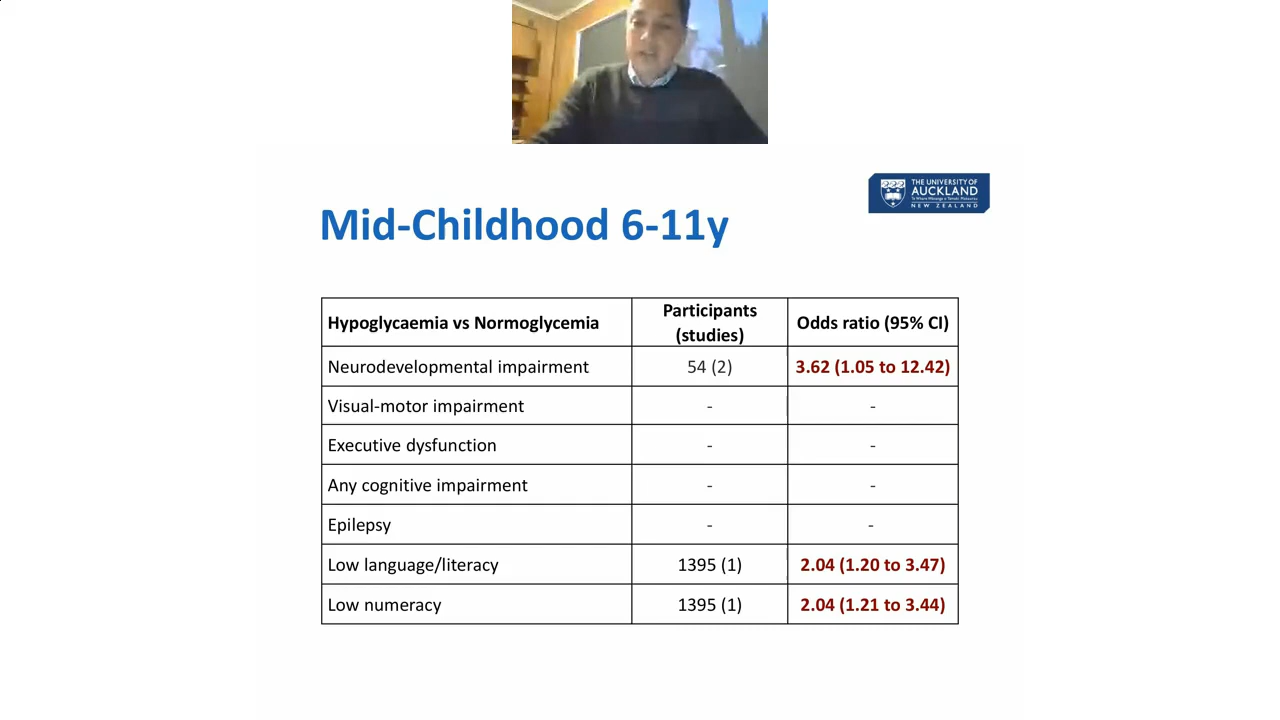 THE UNIVERSITY OF
AUCKLAND
NEW ZEALAND
Mid-Childhood 6-11y
Hypoglycaemia vs Normoglycemia
Participants
(studies)
Odds ratio (95% CI)
Neurodevelopmental impairment 54 (2) 3.62 (1.05 to 12.42)
Visual-motor impairment - -
Executive dysfunction - -
Any cognitive impairment - -
Epilepsy - -
Low language/literacy 1395 (1) 2.04 (1.20 to 3.47)
Low numeracy 1395 (1) 2.04 (1.21 to 3.44)